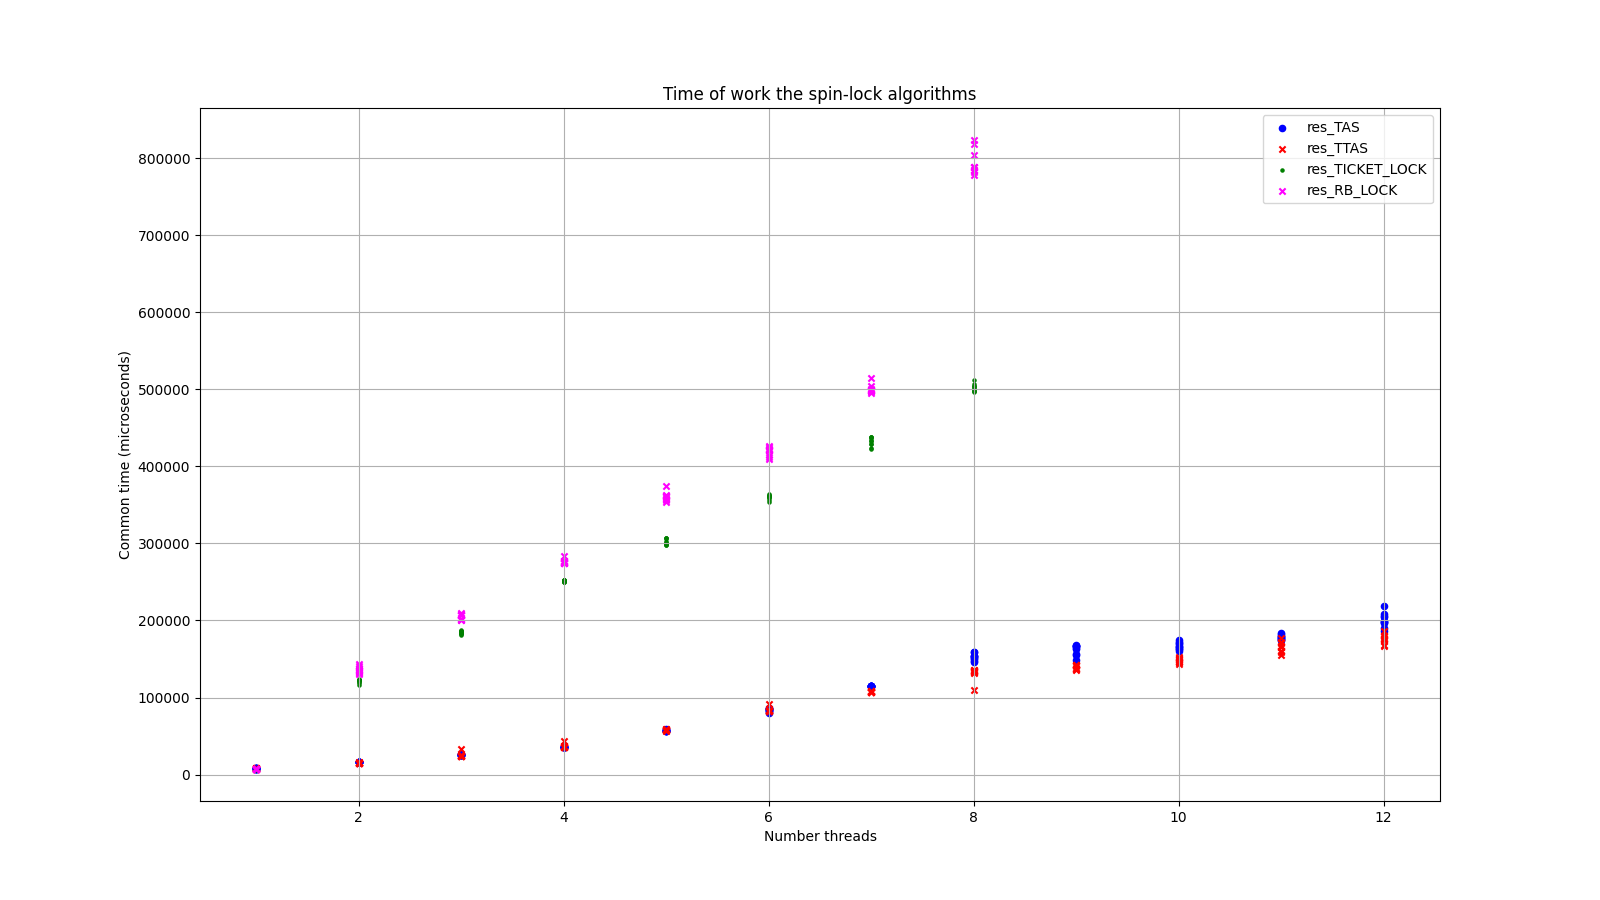 Time of work the spin-lock algorithms
res_TAS
res_TTAS
res_TICKET_LOCK
res_RB_LOCK
Common time (microseconds)
800000
700000
600000
500000
400000
300000
200000
100000
0
2 4 6 8 10 12
Number threads